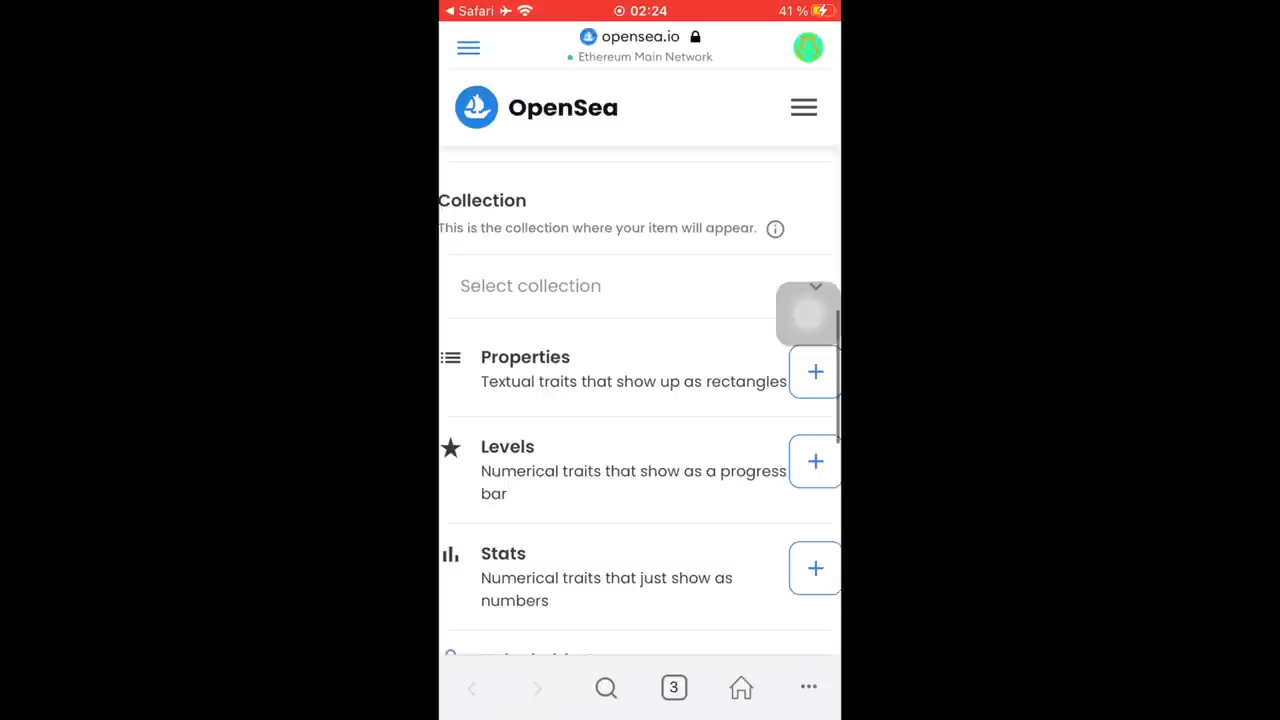 Safari 02:24 41 %
opensea.io
Ethereum Main Network
OpenSea
Collection
This is the collection where your item will appear.
Select collection
Properties
Textual traits that show up as rectangles
Levels
Numerical traits that show as a progress
bar
Stats
Numerical traits that just show as
numbers
3